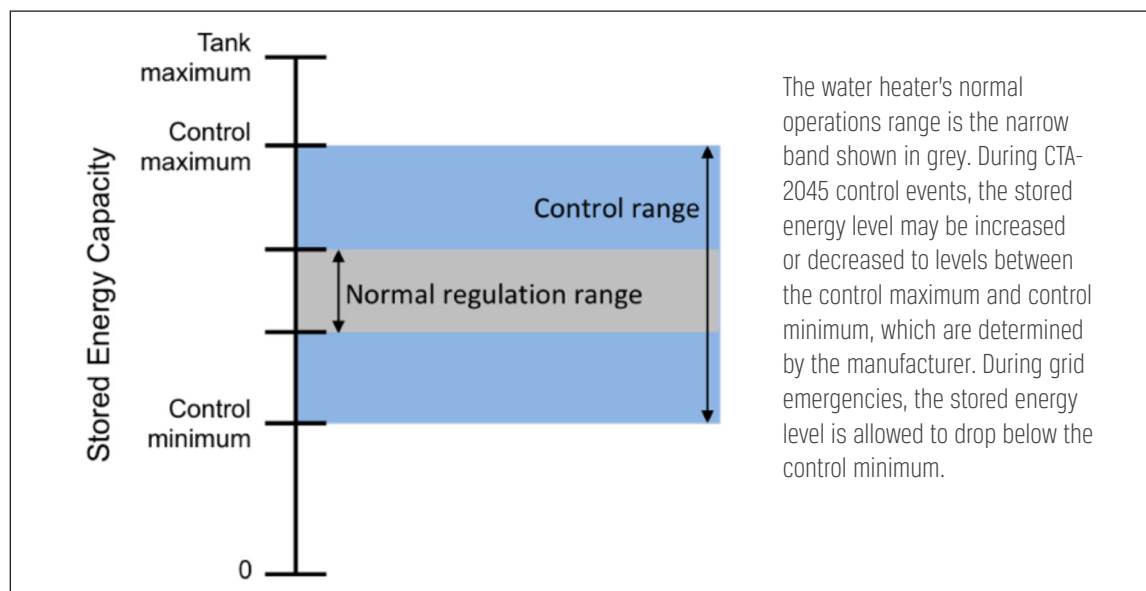 Tank
maximum
Control
maximum
Stored Energy Capacity
Control range
Normal regulation range
Control
minimum
0
The water heater's normal
operations range is the narrow
band shown in grey. During CTA-
2045 control events, the stored
energy level may be increased
or decreased to levels between
the control maximum and control
minimum, which are determined
by the manufacturer. During grid
emergencies, the stored energy
level is allowed to drop below the
control minimum.